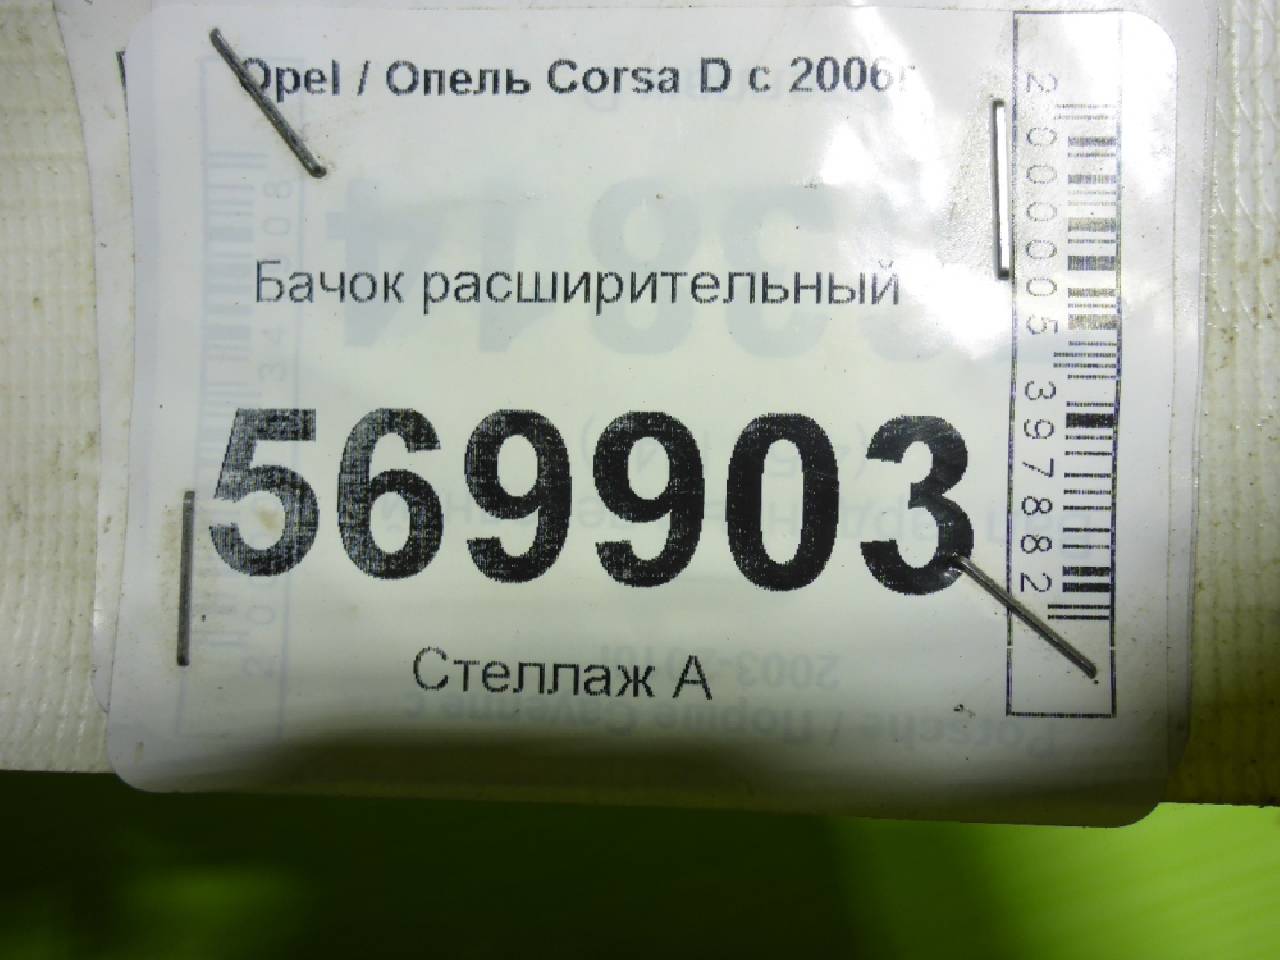 Opel / Опель Corsa D с 2006г
Бачок расширительный
569903
Стеллаж А
2000005397882